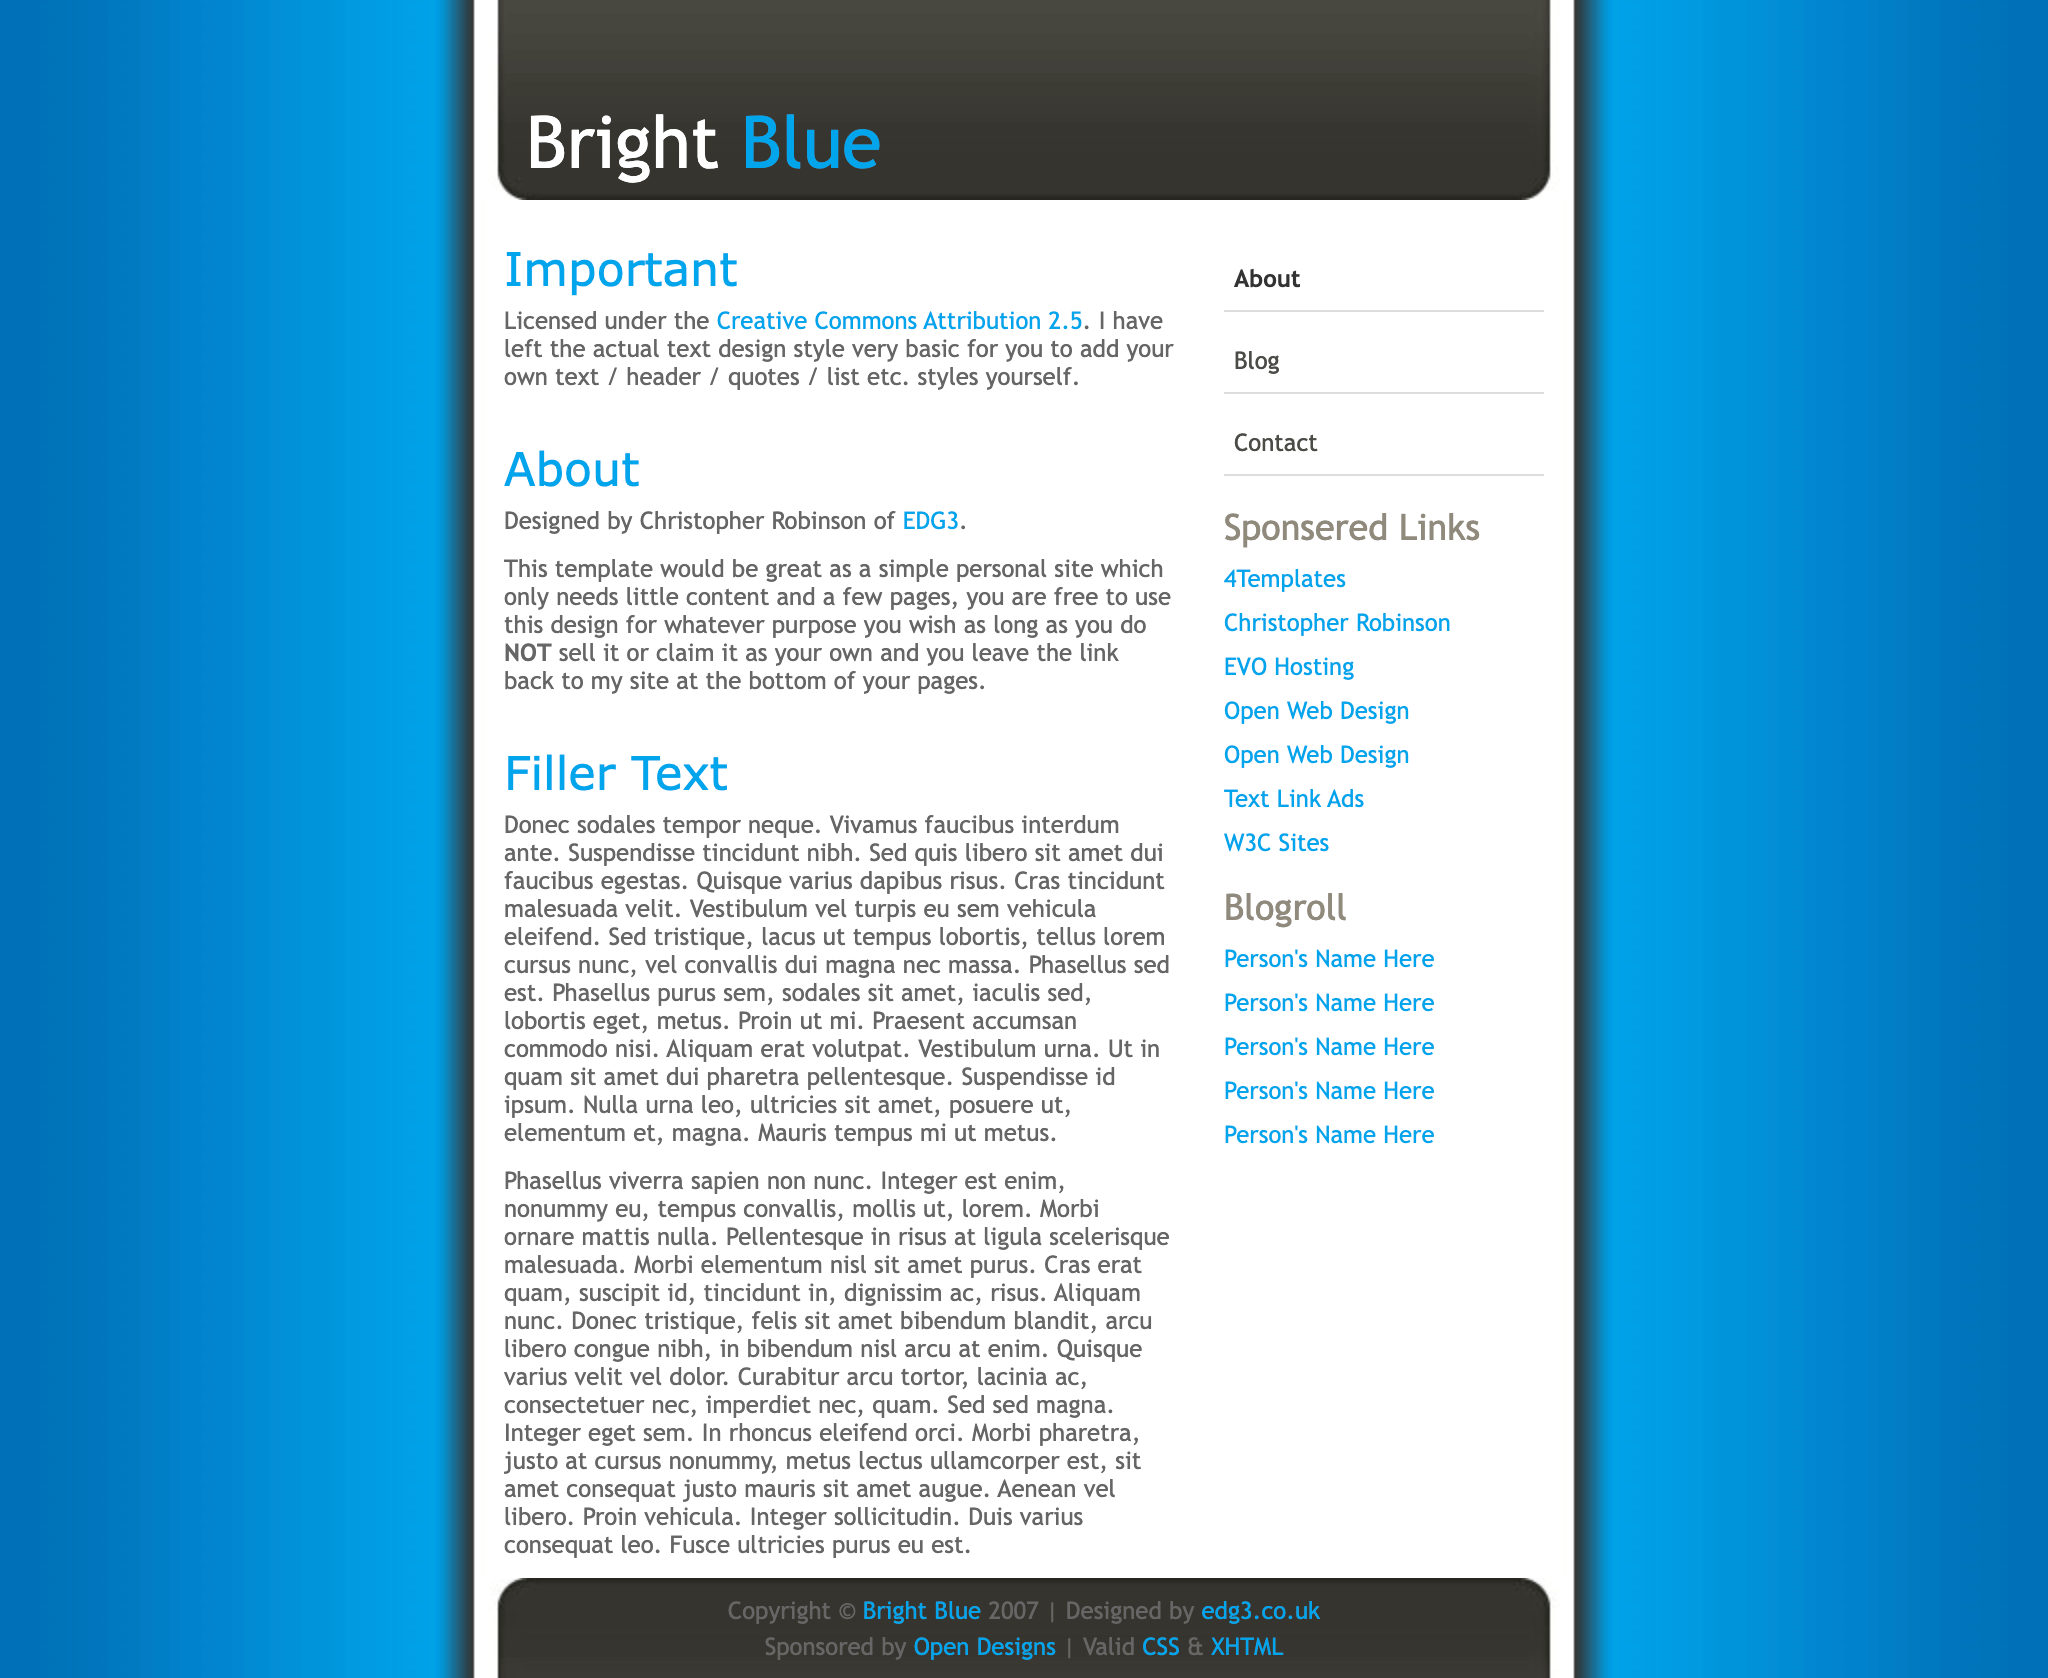 Bright Blue
Important
Licensed under the Creative Commons Attribution 2.5. I have
left the actual text design style very basic for you to add your
own text / header / quotes / list etc. styles yourself.
About
Designed by Christopher Robinson of EDG3.
This template would be great as a simple personal site which
only needs little content and a few pages, you are free to use
this design for whatever purpose you wish as long as you do
NOT sell it or claim it as your own and you leave the link
back to my site at the bottom of your pages.
Filler Text
Donec sodales tempor neque. Vivamus faucibus interdum
ante. Suspendisse tincidunt nibh. Sed quis libero sit amet dui
faucibus egestas. Quisque varius dapibus risus. Cras tincidunt
malesuada velit. Vestibulum vel turpis eu sem vehicula
eleifend. Sed tristique, lacus ut tempus lobortis, tellus lorem
cursus nunc, vel convallis dui magna nec massa. Phasellus sed
est. Phasellus purus sem, sodales sit amet, iaculis sed,
lobortis eget, metus. Proin ut mi. Praesent accumsan
commodo nisi. Aliquam erat volutpat. Vestibulum urna. Ut in
quam sit amet dui pharetra pellentesque. Suspendisse id
ipsum. Nulla urna leo, ultricies sit amet, posuere ut,
elementum et, magna. Mauris tempus mi ut metus.
Phasellus viverra sapien non nunc. Integer est enim,
nonummy eu, tempus convallis, mollis ut, lorem. Morbi
ornare mattis nulla. Pellentesque in risus at ligula scelerisque
malesuada. Morbi elementum nisl sit amet purus. Cras erat
quam, suscipit id, tincidunt in, dignissim ac, risus. Aliquam
nunc. Donec tristique, felis sit amet bibendum blandit, arcu
libero congue nibh, in bibendum nisl arcu at enim. Quisque
varius velit vel dolor. Curabitur arcu tortor, lacinia ac,
consectetuer nec, imperdiet nec, quam. Sed sed magna.
Integer eget sem. In rhoncus eleifend orci. Morbi pharetra,
justo at cursus nonummy, metus lectus ullamcorper est, sit
amet consequat justo mauris sit amet augue. Aenean vel
libero. Proin vehicula. Integer sollicitudin. Duis varius
consequat leo. Fusce ultricies purus eu est.
About
Blog
Contact
Sponsered Links
4Templates
Christopher Robinson
EVO Hosting
Open Web Design
Open Web Design
Text Link Ads
W3C Sites
Blogroll
Person's Name Here
Person's Name Here
Person's Name Here
Person's Name Here
Person's Name Here
Copyright © Bright Blue 2007 | Designed by edg3.co.uk
Sponsored by Open Designs | Valid CSS & XHTML